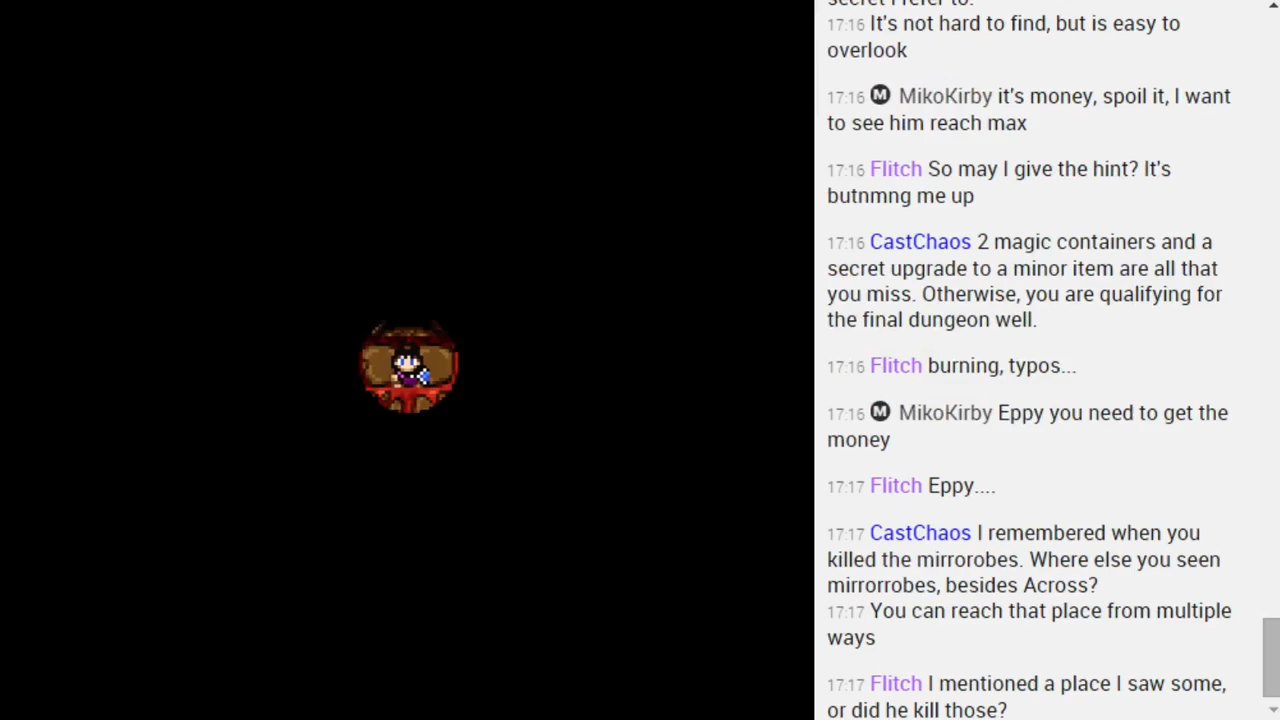 secret I refer to.
17:16 It's not hard to find, but is easy to
overlook
17:16 M MikoKirby it's money, spoil it, I want
to see him reach max
17:16 Flitch So may I give the hint? It's
butnmng me up
17:16 CastChaos 2 magic containers and a
secret upgrade to a minor item are all that
you miss. Otherwise, you are qualifying for
the final dungeon well.
17:16 Flitch burning, typos...
17:16 M MikoKirby Eppy you need to get the
money
17:17 Flitch Eppy....
17:17 CastChaos I remembered when you
killed the mirrorobes. Where else you seen
mirrorrobes, besides Across?
17:17 You can reach that place from multiple
ways
17:17 Flitch I mentioned a place I saw some,
or did he kill those?